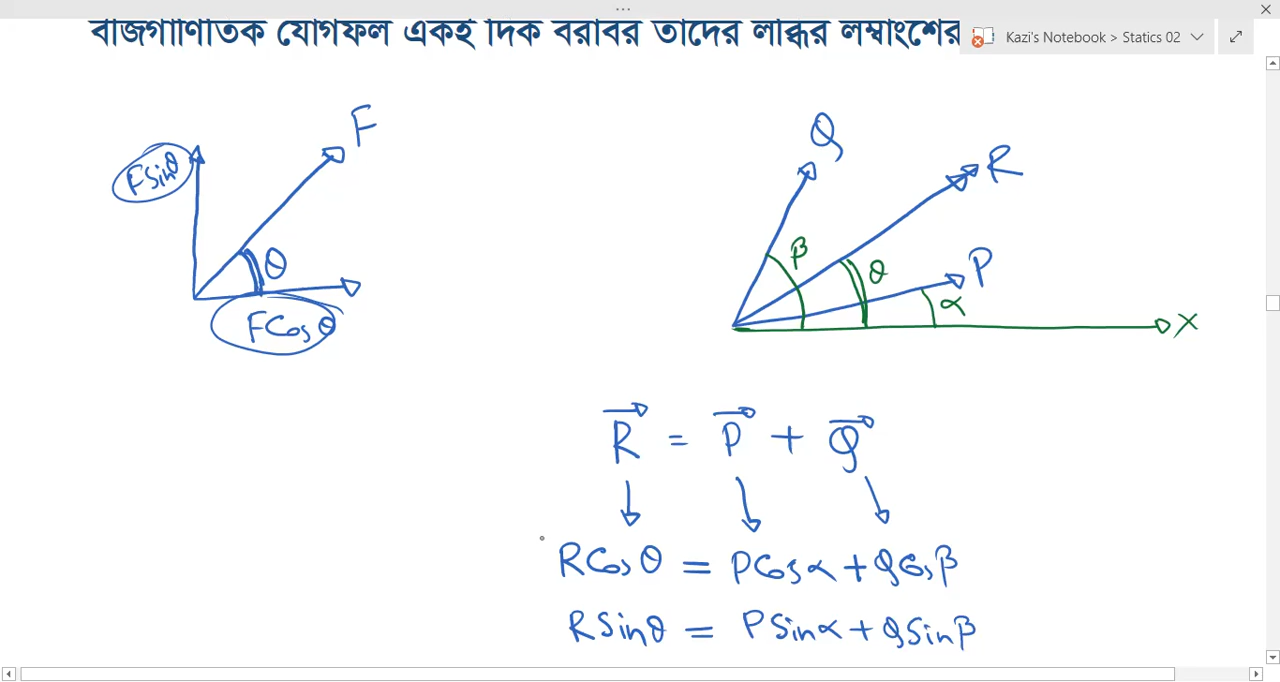 বীজগাণিতিক যোগফল একই দিক বরাবর তাদের লব্ধির লম্বাংশের
Kazi's Notebook > Statics 02
F
FSinθ
θ
FCosθ
Q
R
β
θ
P
α
X
R⃗ = P⃗ + Q⃗
RCosθ = PCosα + QCosβ
RSinθ = PSinα + QSinβ